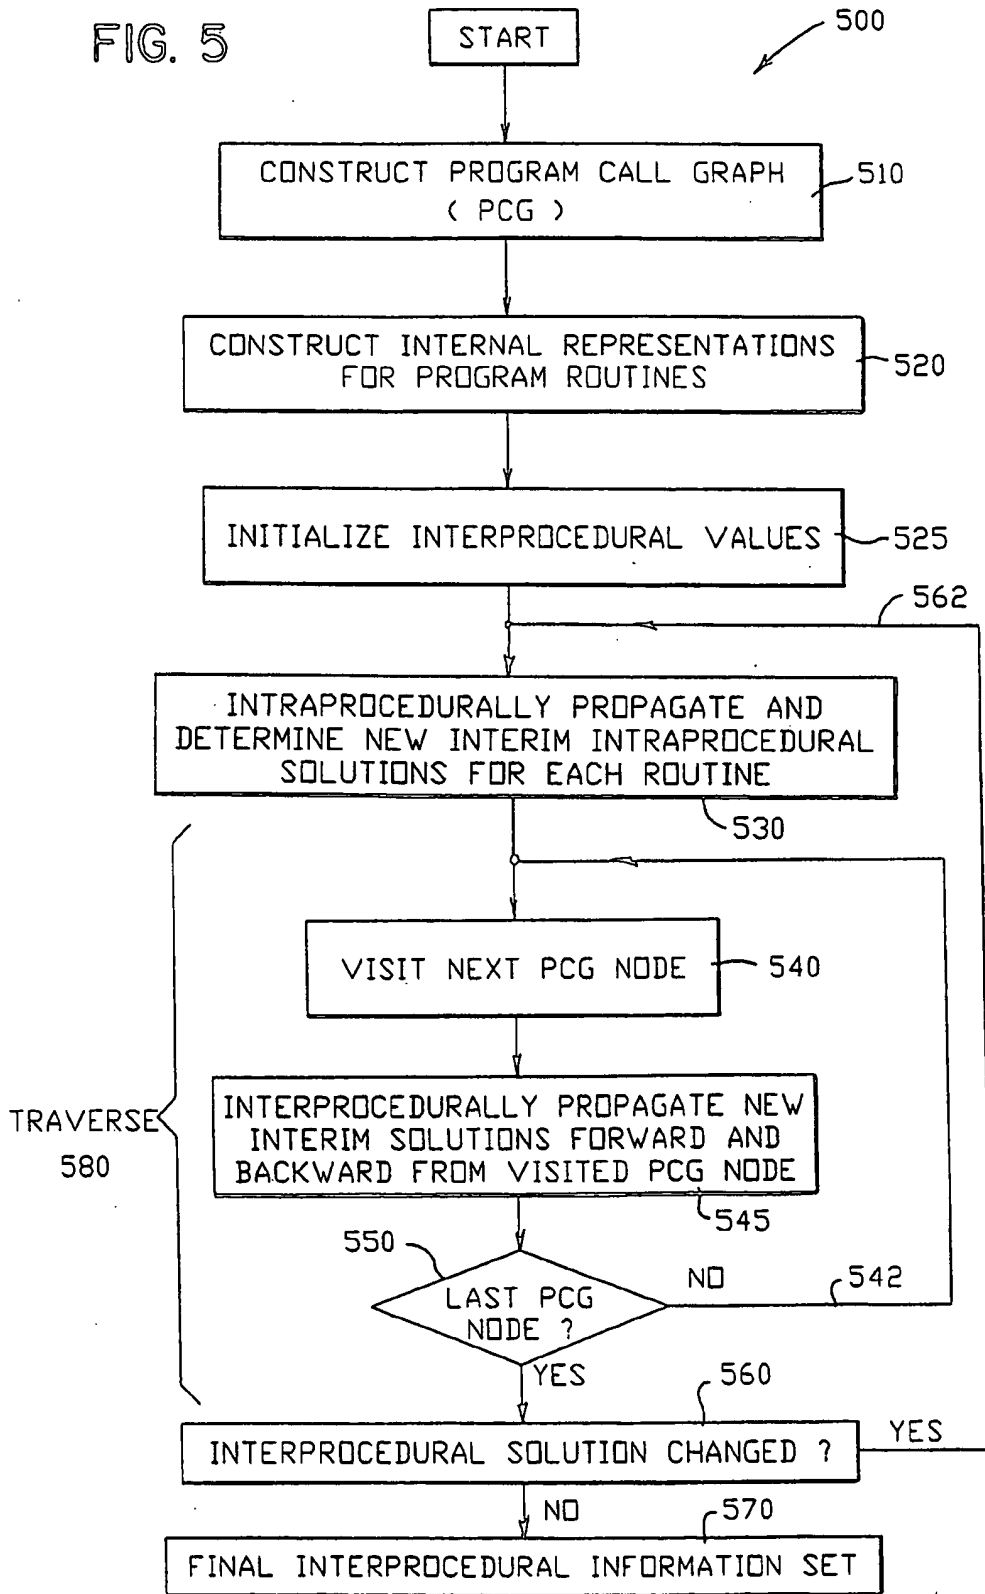 FIG. 5
START
500
CONSTRUCT PROGRAM CALL GRAPH
( PCG )
510
CONSTRUCT INTERNAL REPRESENTATIONS
FOR PROGRAM ROUTINES
520
INITIALIZE INTERPROCEDURAL VALUES
525
562
INTRAPROCEDURALLY PROPAGATE AND
DETERMINE NEW INTERIM INTRAPROCEDURAL
SOLUTIONS FOR EACH ROUTINE
530
VISIT NEXT PCG NODE
540
TRAVERSE
580
INTERPROCEDURALLY PROPAGATE NEW
INTERIM SOLUTIONS FORWARD AND
BACKWARD FROM VISITED PCG NODE
545
550
LAST PCG
NODE ?
NO
542
YES
560
INTERPROCEDURAL SOLUTION CHANGED ?
YES
NO
570
FINAL INTERPROCEDURAL INFORMATION SET